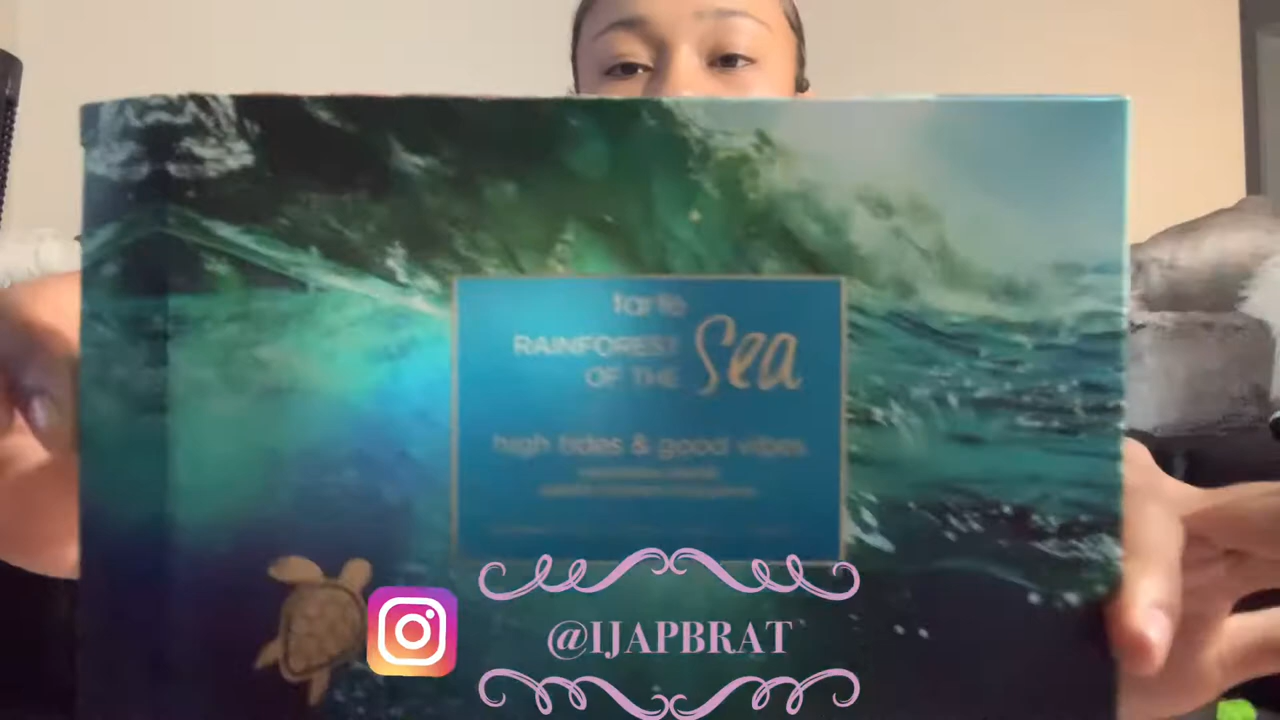 tarte
RAINFOREST
OF THE
Sea
high tides & good vibes
@IJAPBRAT